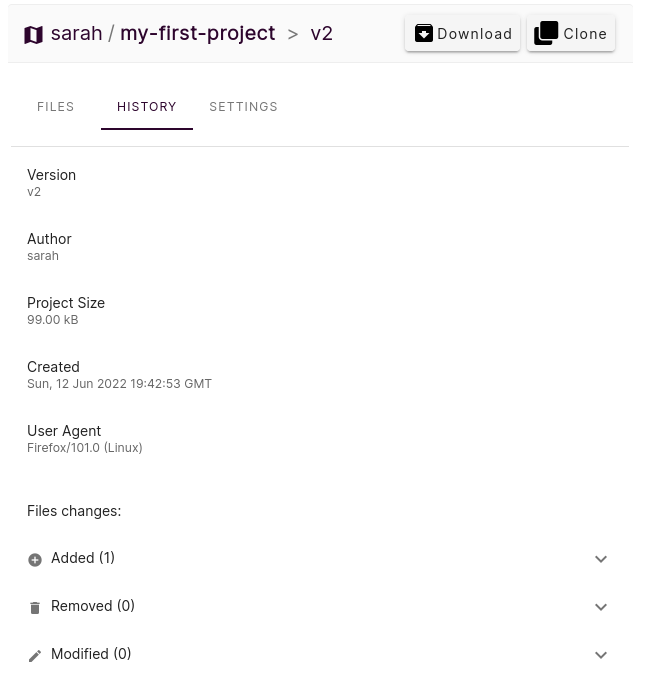 sarah / my-first-project > v2
Download
Clone
FILES
HISTORY
SETTINGS
Version
v2
Author
sarah
Project Size
99.00 kB
Created
Sun, 12 Jun 2022 19:42:53 GMT
User Agent
Firefox/101.0 (Linux)
Files changes:
Added (1)
Removed (0)
Modified (0)